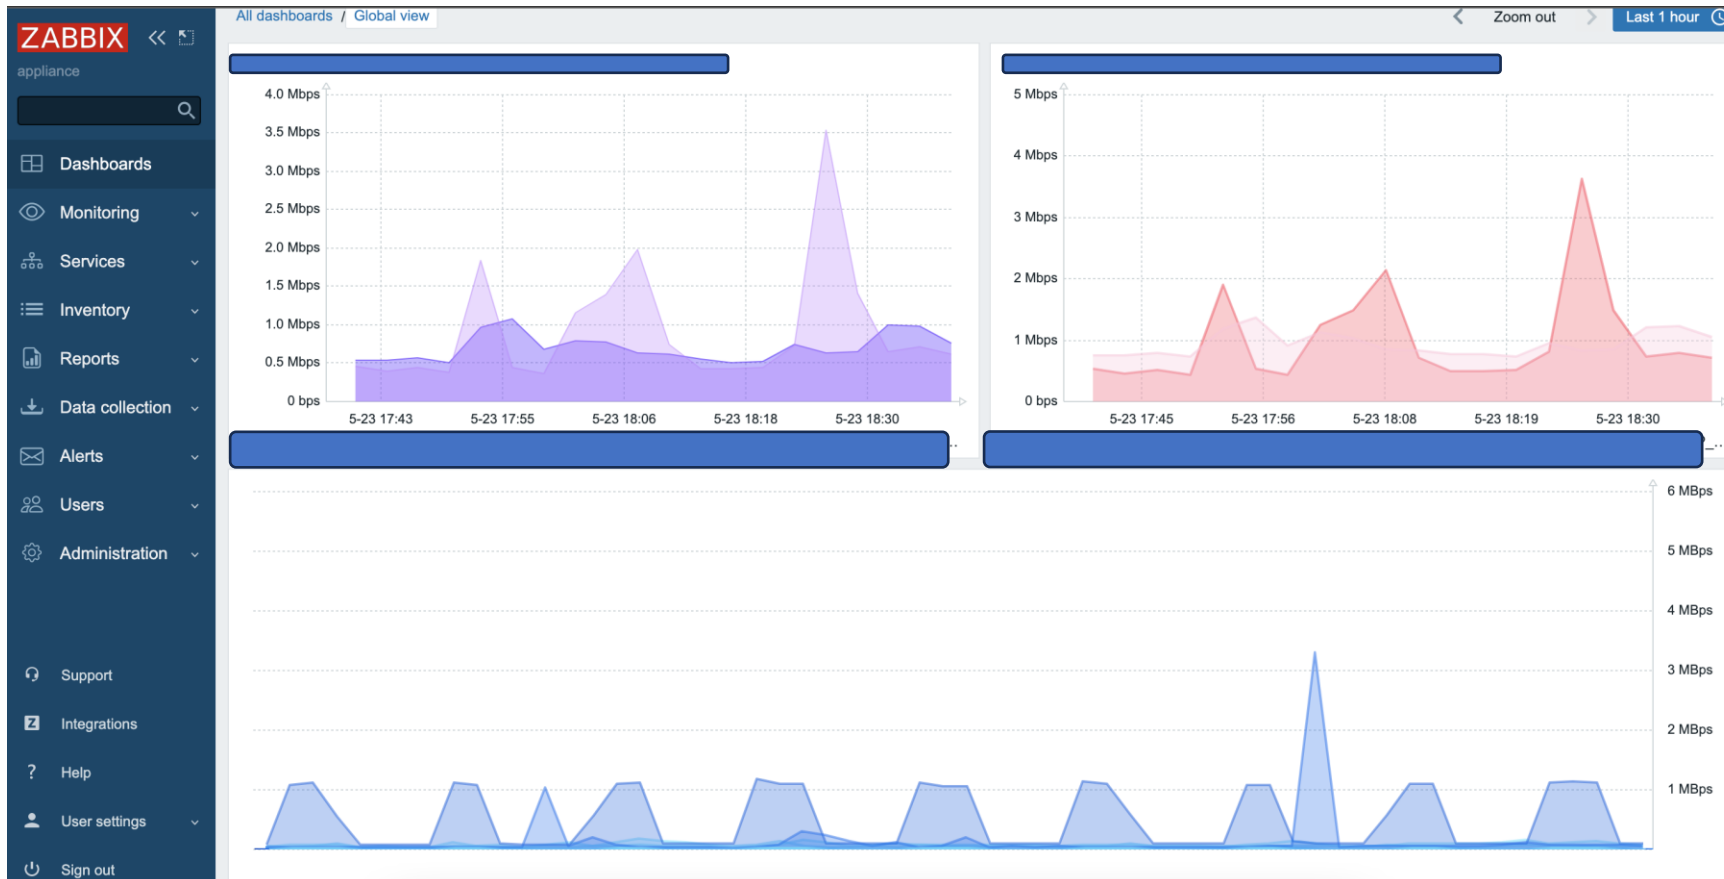 All dashboards / Global view
Zoom out
Last 1 hour
ZABBIX
appliance
Dashboards
Monitoring
Services
Inventory
Reports
Data collection
Alerts
Users
Administration
Support
Z Integrations
? Help
User settings
Sign out
4.0 Mbps
3.5 Mbps
3.0 Mbps
2.5 Mbps
2.0 Mbps
1.5 Mbps
1.0 Mbps
0.5 Mbps
0 bps
5-23 17:43 5-23 17:55 5-23 18:06 5-23 18:18 5-23 18:30
..
5 Mbps
4 Mbps
3 Mbps
2 Mbps
1 Mbps
0 bps
5-23 17:45 5-23 17:56 5-23 18:08 5-23 18:19 5-23 18:30
_...
6 MBps
5 MBps
4 MBps
3 MBps
2 MBps
1 MBps